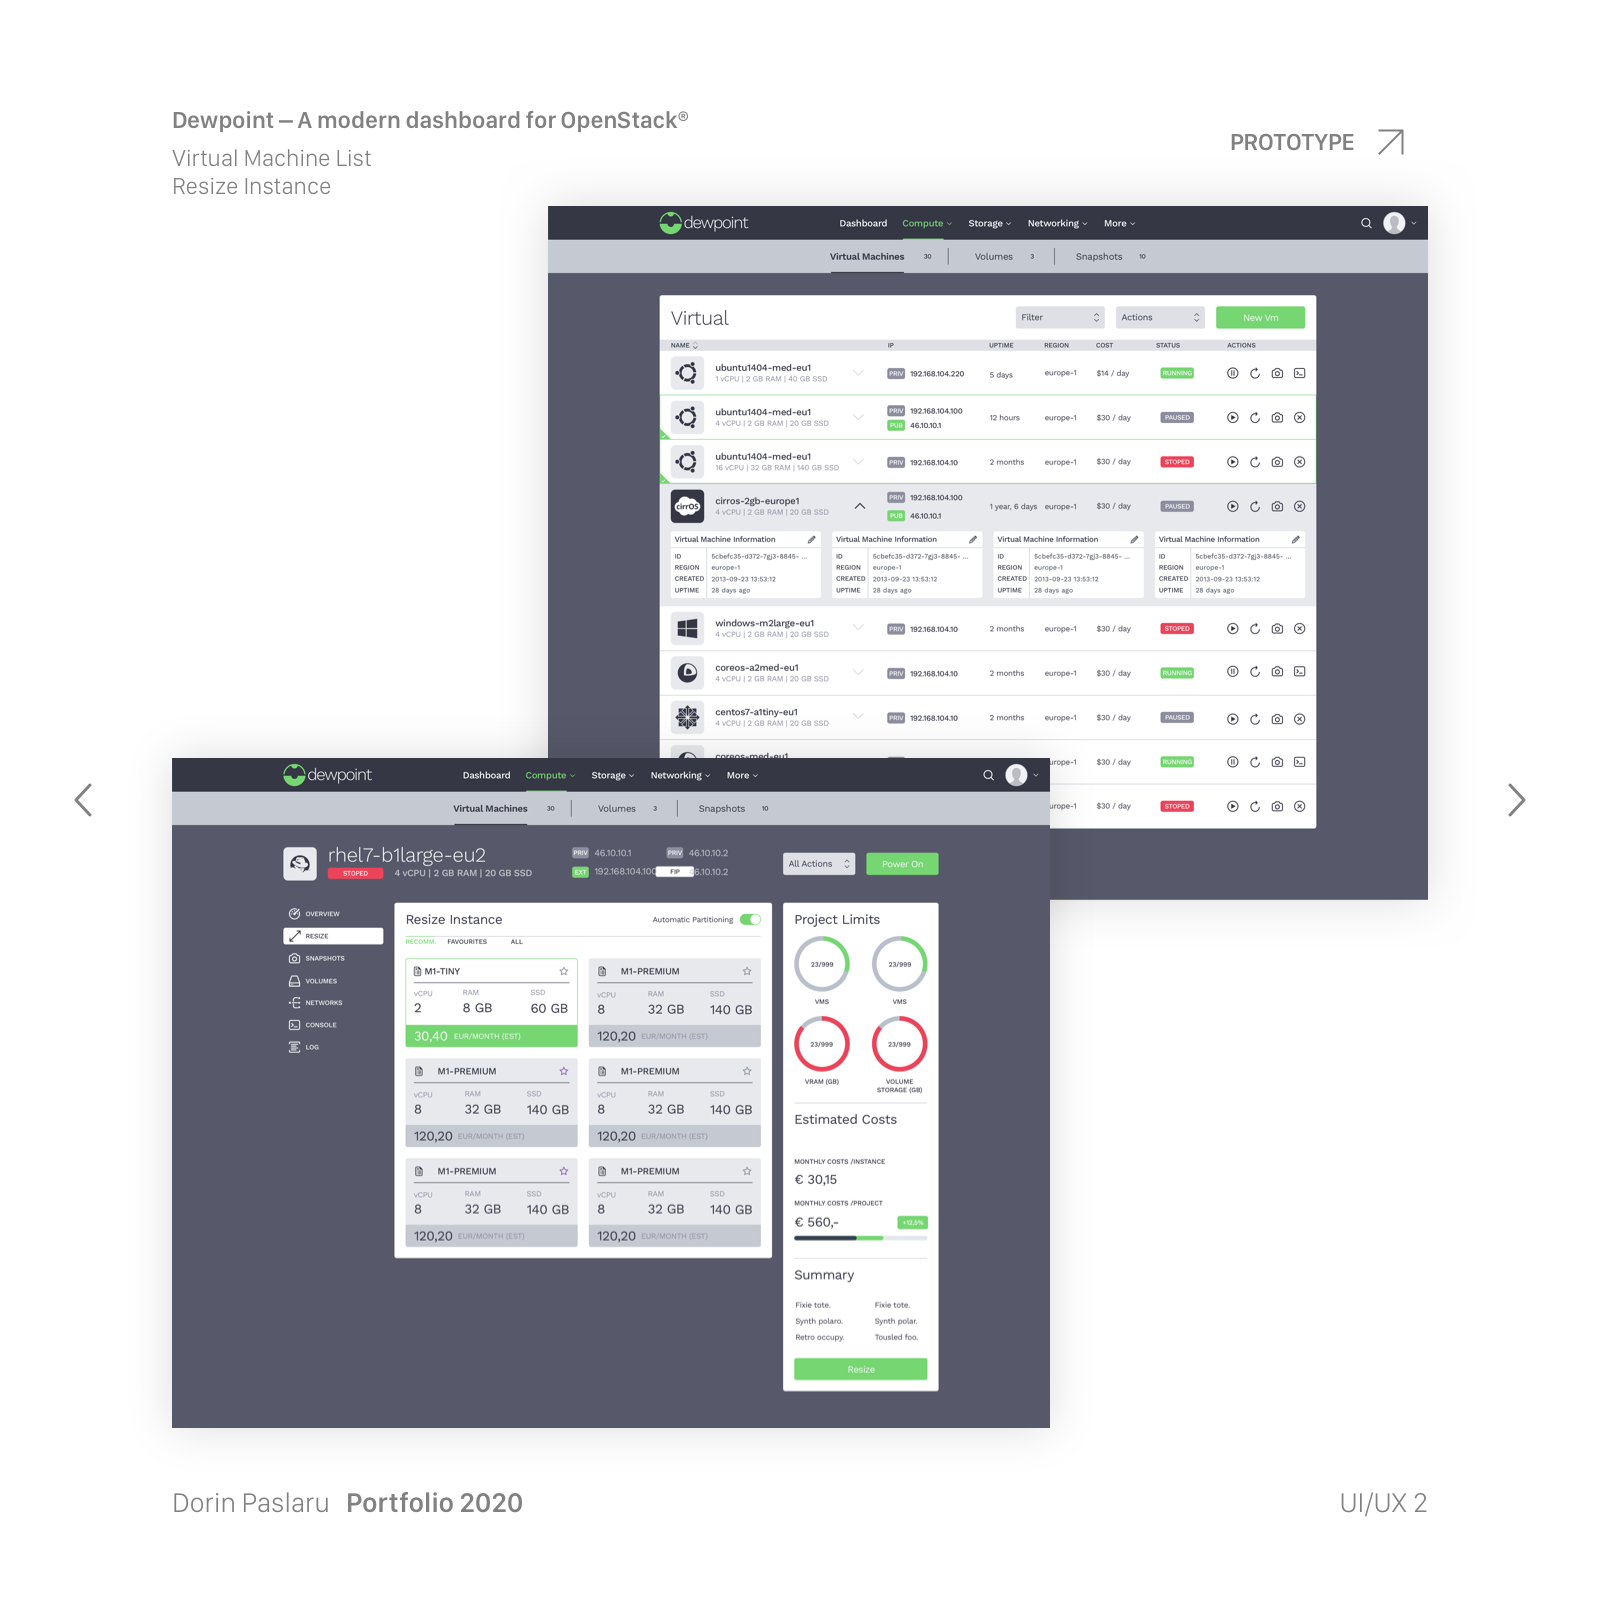 Dewpoint – A modern dashboard for OpenStack®
Virtual Machine List
Resize Instance
PROTOTYPE
dewpoint
Dashboard Compute Storage Networking More
Virtual Machines 30 Volumes 3 Snapshots 10
Virtual Filter Actions New Vm
NAME IP UPTIME REGION COST STATUS ACTIONS
ubuntu1404-med-eu1
1 vCPU | 2 GB RAM | 40 GB SSD
PRIV 192.168.104.220 5 days europe-1 $14 / day RUNNING
ubuntu1404-med-eu1
4 vCPU | 2 GB RAM | 20 GB SSD
PRIV 192.168.104.100
PUB 46.10.10.1
12 hours europe-1 $30 / day PAUSED
ubuntu1404-med-eu1
16 vCPU | 32 GB RAM | 140 GB SSD
PRIV 192.168.104.10 2 months europe-1 $30 / day STOPED
cirrOS
cirros-2gb-europe1
4 vCPU | 2 GB RAM | 20 GB SSD
PRIV 192.168.104.100
PUB 46.10.10.1
1 year, 6 days europe-1 $30 / day PAUSED
Virtual Machine Information Virtual Machine Information Virtual Machine Information Virtual Machine Information
ID 5cbefc35-d372-7gj3-8845- ... ID 5cbefc35-d372-7gj3-8845- ... ID 5cbefc35-d372-7gj3-8845- ... ID 5cbefc35-d372-7gj3-8845- ...
REGION europe-1 REGION europe-1 REGION europe-1 REGION europe-1
CREATED 2013-09-23 13:53:12 CREATED 2013-09-23 13:53:12 CREATED 2013-09-23 13:53:12 CREATED 2013-09-23 13:53:12
UPTIME 28 days ago UPTIME 28 days ago UPTIME 28 days ago UPTIME 28 days ago
windows-m2large-eu1
4 vCPU | 2 GB RAM | 20 GB SSD
PRIV 192.168.104.10 2 months europe-1 $30 / day STOPED
coreos-a2med-eu1
4 vCPU | 2 GB RAM | 20 GB SSD
PRIV 192.168.104.10 2 months europe-1 $30 / day RUNNING
centos7-a1tiny-eu1
4 vCPU | 2 GB RAM | 20 GB SSD
PRIV 192.168.104.10 2 months europe-1 $30 / day PAUSED
coreos-med-eu1
urope-1 $30 / day RUNNING
urope-1 $30 / day STOPED
dewpoint
Dashboard Compute Storage Networking More
Virtual Machines 30 Volumes 3 Snapshots 10
rhel7-b1large-eu2
STOPED 4 vCPU | 2 GB RAM | 20 GB SSD
PRIV 46.10.10.1 PRIV 46.10.10.2
EXT 192.168.104.100 FIP 6.10.10.2
All Actions Power On
OVERVIEW
RESIZE
SNAPSHOTS
VOLUMES
NETWORKS
CONSOLE
LOG
Resize Instance Automatic Partitioning
RECOMM. FAVOURITES ALL
M1-TINY M1-PREMIUM
vCPU RAM SSD vCPU RAM SSD
2 8 GB 60 GB 8 32 GB 140 GB
30,40 EUR/MONTH (EST) 120,20 EUR/MONTH (EST)
M1-PREMIUM M1-PREMIUM
vCPU RAM SSD vCPU RAM SSD
8 32 GB 140 GB 8 32 GB 140 GB
120,20 EUR/MONTH (EST) 120,20 EUR/MONTH (EST)
M1-PREMIUM M1-PREMIUM
vCPU RAM SSD vCPU RAM SSD
8 32 GB 140 GB 8 32 GB 140 GB
120,20 EUR/MONTH (EST) 120,20 EUR/MONTH (EST)
Project Limits
23/999 23/999
VMS VMS
23/999 23/999
VRAM (GB) VOLUME
STORAGE (GB)
Estimated Costs
MONTHLY COSTS /INSTANCE
€ 30,15
MONTHLY COSTS /PROJECT
€ 560,- +12,5%
Summary
Fixie tote. Fixie tote.
Synth polaro. Synth polar.
Retro occupy. Tousled foo.
Resize
Dorin Paslaru Portfolio 2020
UI/UX 2